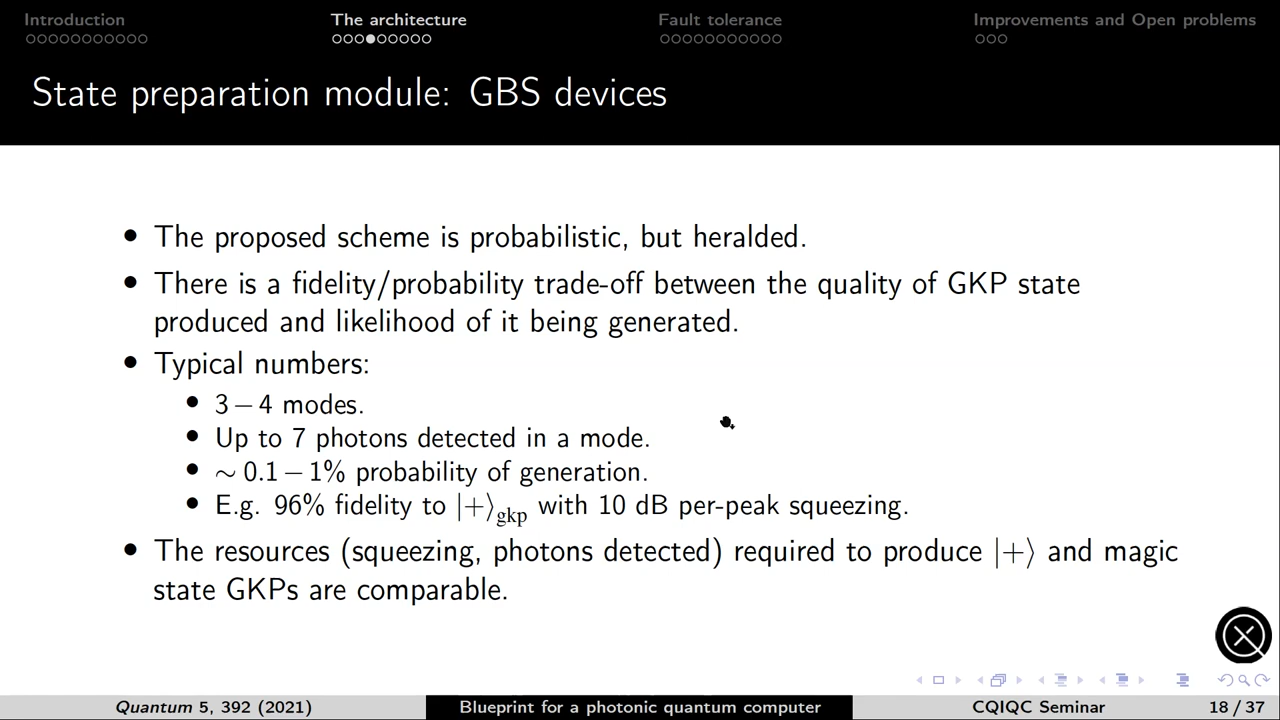 Introduction
The architecture
Fault tolerance
Improvements and Open problems
State preparation module: GBS devices
• The proposed scheme is probabilistic, but heralded.
• There is a fidelity/probability trade-off between the quality of GKP state
produced and likelihood of it being generated.
• Typical numbers:
• 3 – 4 modes.
• Up to 7 photons detected in a mode.
• ∼ 0.1 – 1% probability of generation.
• E.g. 96% fidelity to |+⟩gkp with 10 dB per-peak squeezing.
• The resources (squeezing, photons detected) required to produce |+⟩ and magic
state GKPs are comparable.
Quantum 5, 392 (2021)
Blueprint for a photonic quantum computer
CQIQC Seminar
18 / 37